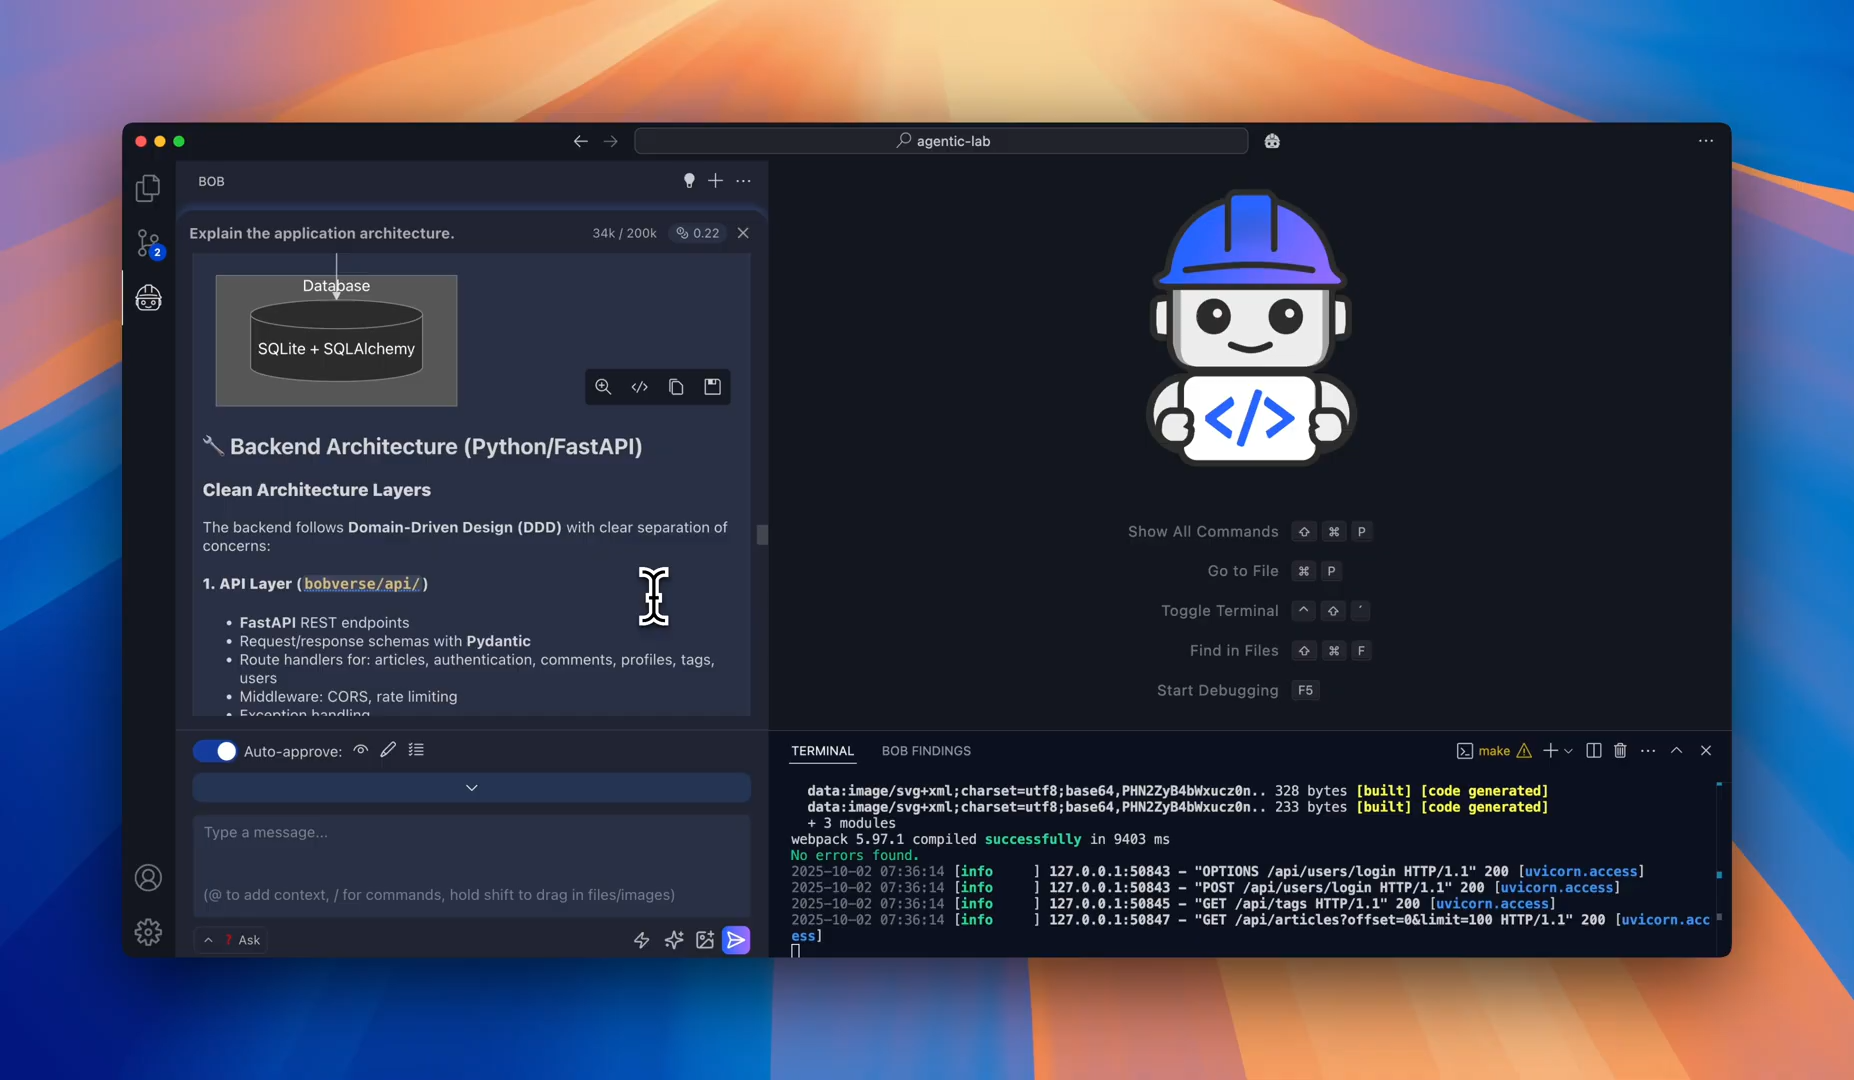 agentic-lab
BOB
Explain the application architecture.
34k / 200k
0.22
2
Database
SQLite + SQLAlchemy
Backend Architecture (Python/FastAPI)
Clean Architecture Layers
The backend follows Domain-Driven Design (DDD) with clear separation of
concerns:
1. API Layer (bobverse/api/)
• FastAPI REST endpoints
• Request/response schemas with Pydantic
• Route handlers for: articles, authentication, comments, profiles, tags,
users
• Middleware: CORS, rate limiting
• Exception handling
Auto-approve:
Type a message...
(@ to add context, / for commands, hold shift to drag in files/images)
? Ask
</>
Show All Commands ⇧ ⌘ P
Go to File ⌘ P
Toggle Terminal ^ ⇧ ´
Find in Files ⇧ ⌘ F
Start Debugging F5
TERMINAL
BOB FINDINGS
make
data:image/svg+xml;charset=utf8;base64,PHN2ZyB4bWxucz0n.. 328 bytes [built] [code generated]
data:image/svg+xml;charset=utf8;base64,PHN2ZyB4bWxucz0n.. 233 bytes [built] [code generated]
+ 3 modules
webpack 5.97.1 compiled successfully in 9403 ms
No errors found.
2025-10-02 07:36:14 [info     ] 127.0.0.1:50843 - "OPTIONS /api/users/login HTTP/1.1" 200 [uvicorn.access]
2025-10-02 07:36:14 [info     ] 127.0.0.1:50843 - "POST /api/users/login HTTP/1.1" 200 [uvicorn.access]
2025-10-02 07:36:14 [info     ] 127.0.0.1:50845 - "GET /api/tags HTTP/1.1" 200 [uvicorn.access]
2025-10-02 07:36:14 [info     ] 127.0.0.1:50847 - "GET /api/articles?offset=0&limit=100 HTTP/1.1" 200 [uvicorn.acc
ess]